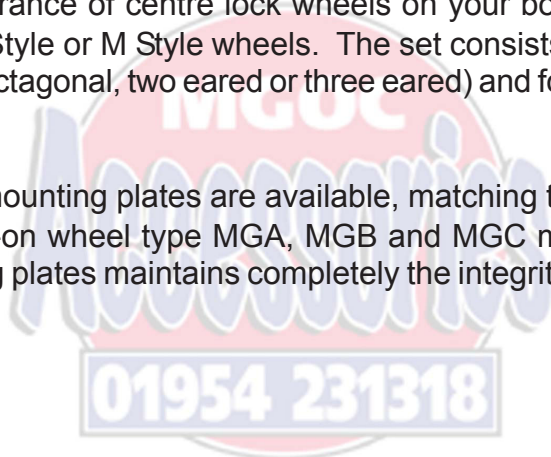 rance of centre lock wheels on your bo
Style or M Style wheels. The set consists
ctagonal, two eared or three eared) and fo
MGOC
nounting plates are available, matching t
-on wheel type MGA, MGB and MGC m
g plates maintains completely the integrit
Accessories
01954 231318